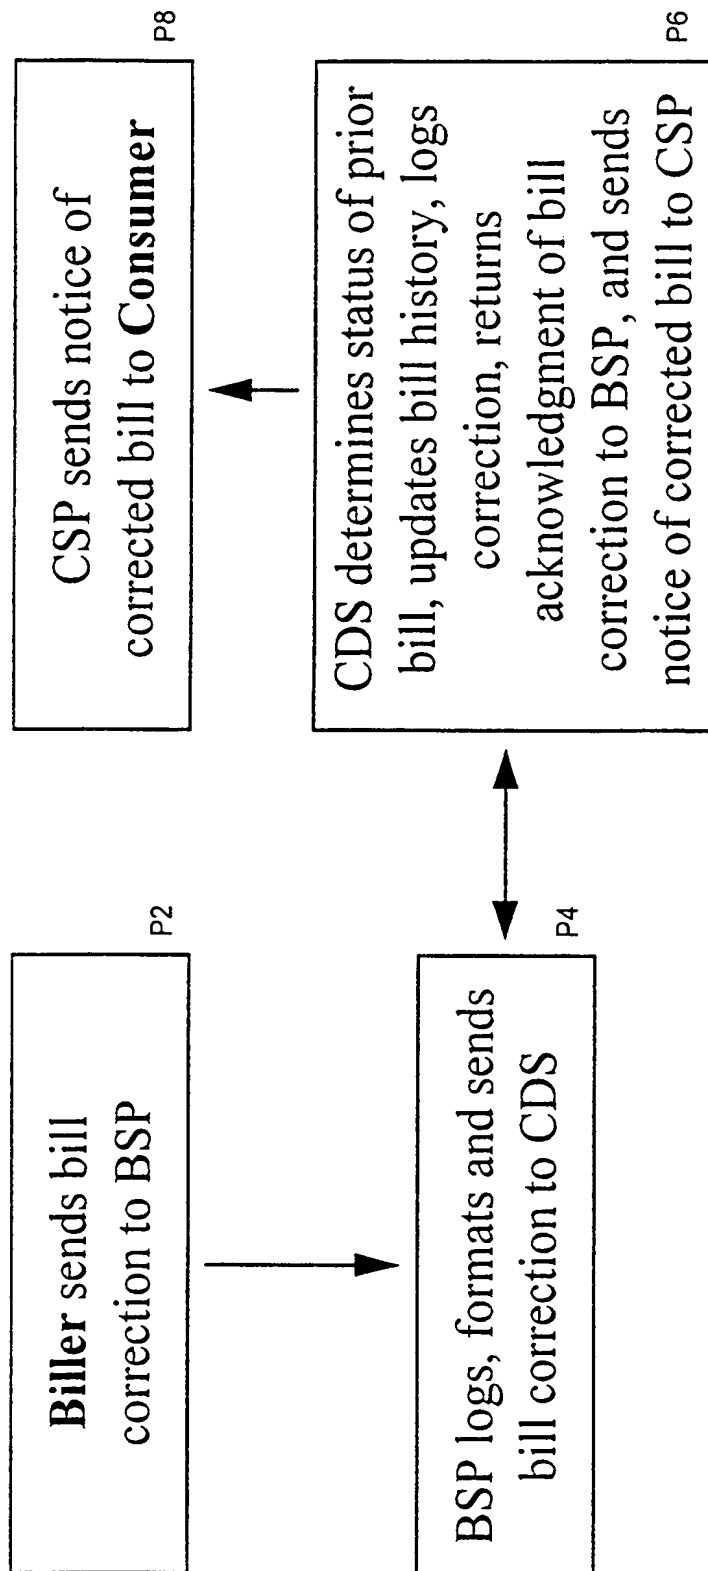 Biller sends bill
correction to BSP
P2
BSP logs, formats and sends
bill correction to CDS
P4
CDS determines status of prior
bill, updates bill history, logs
correction, returns
acknowledgment of bill
correction to BSP, and sends
notice of corrected bill to CSP
P6
CSP sends notice of
corrected bill to Consumer
P8